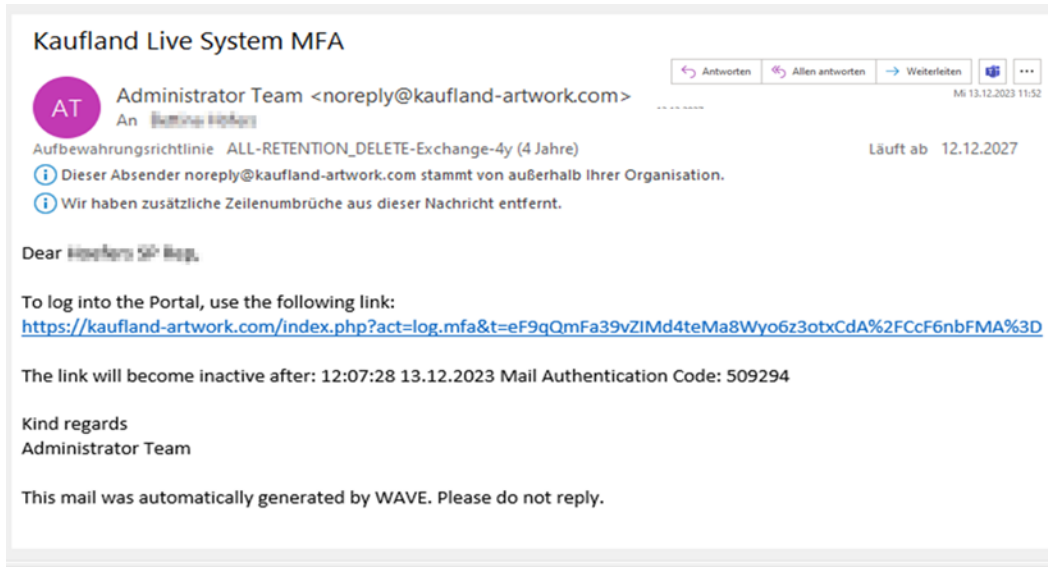 Kaufland Live System MFA
Antworten Allen antworten Weiterleiten
AT
Administrator Team <noreply@kaufland-artwork.com>
Mi 13.12.2023 11:52
An
Aufbewahrungsrichtlinie ALL-RETENTION_DELETE-Exchange-4y (4 Jahre) Läuft ab 12.12.2027
Dieser Absender noreply@kaufland-artwork.com stammt von außerhalb Ihrer Organisation.
Wir haben zusätzliche Zeilenumbrüche aus dieser Nachricht entfernt.
Dear
To log into the Portal, use the following link:
https://kaufland-artwork.com/index.php?act=log.mfa&t=eF9qQmFa39vZIMd4teMa8Wyo6z3otxCdA%2FCcF6nbFMA%3D
The link will become inactive after: 12:07:28 13.12.2023 Mail Authentication Code: 509294
Kind regards
Administrator Team
This mail was automatically generated by WAVE. Please do not reply.